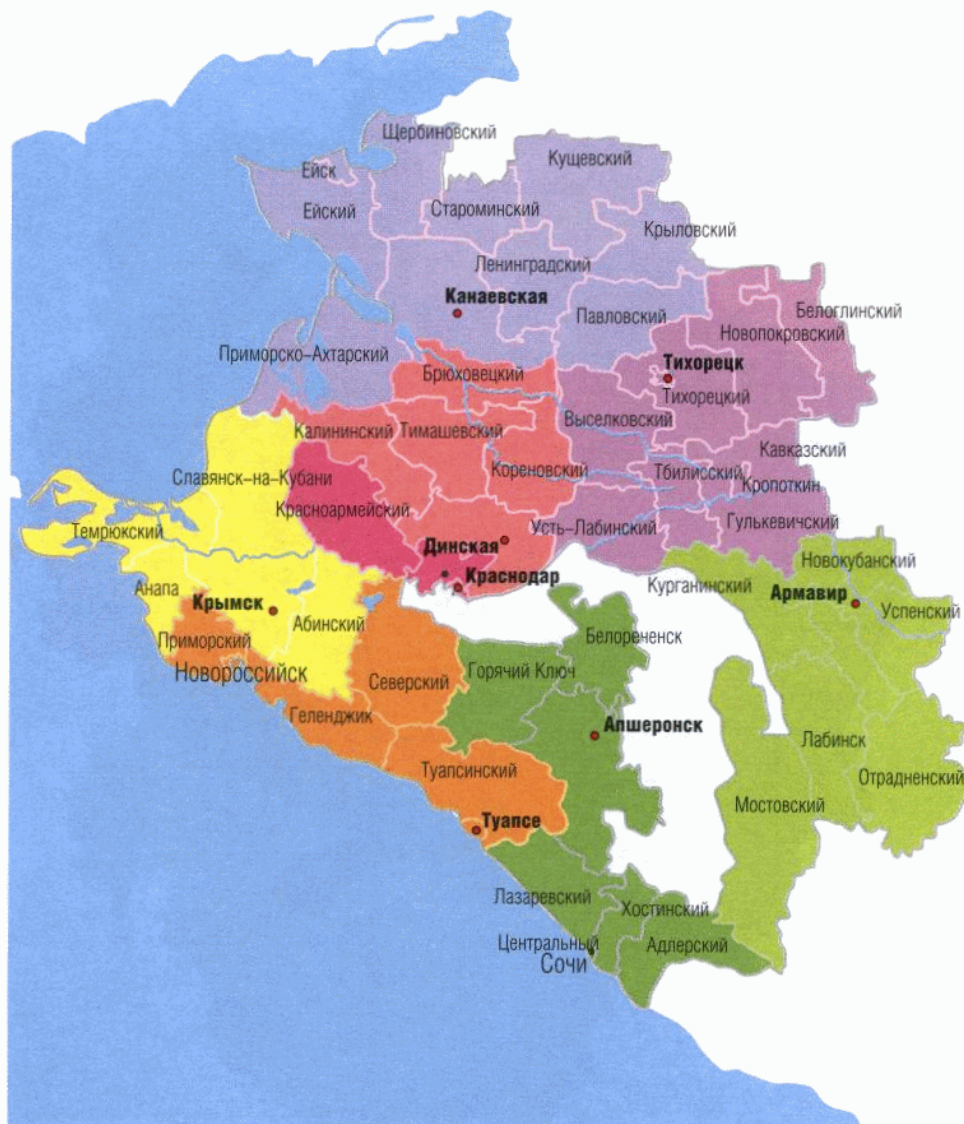 Щербиновский
Кущевский
Ейск
Ейский
Староминский
Крыловский
Ленинградский
Канаевская
Павловский
Белоглинский
Новопокровский
Приморско-Ахтарский
Тихорецк
Брюховецкий
Тихорецкий
Выселковский
Калининский
Тимашевский
Кавказский
Славянск-на-Кубани
Кореновский
Тбилисский
Кропоткин
Красноармейский
Темрюкский
Усть-Лабинский
Гулькевичский
Динская
Новокубанский
Краснодар
Курганинский
Анапа
Армавир
Крымск
Успенский
Абинский
Приморский
Белореченск
Новороссийск
Горячий Ключ
Северский
Геленджик
Апшеронск
Лабинск
Туапсинский
Отрадненский
Мостовский
Туапсе
Лазаревский
Хостинский
Центральный
Адлерский
Сочи